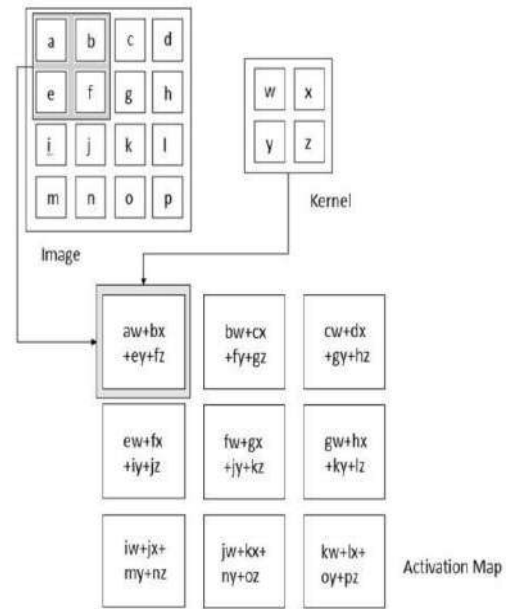 a b c d
e f g h
i j k l
m n o p
Image
w x
y z
Kernel
aw+bx
+ey+fz
bw+cx
+fy+gz
cw+dx
+gy+hz
ew+fx
+iy+jz
fw+gx
+jy+kz
gw+hx
+ky+lz
iw+jx+
my+nz
jw+kx+
ny+oz
kw+lx+
oy+pz
Activation Map